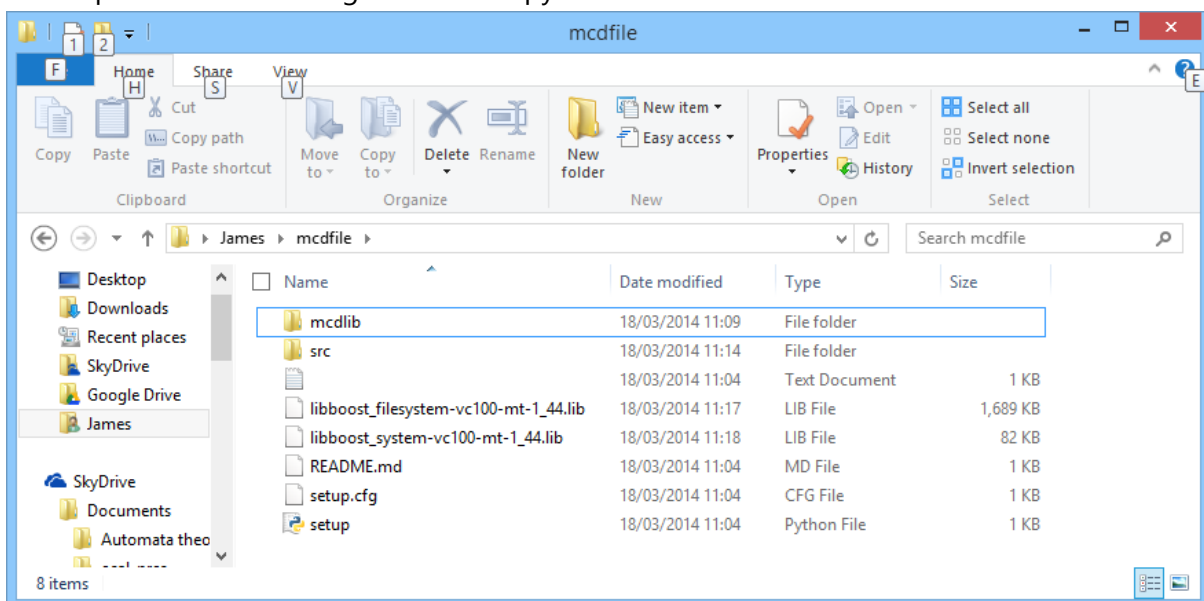 mcdfile
1 2
F Home Share View
H S V E
Cut
Copy path
Paste shortcut
Copy Paste
Clipboard
Move to Copy to Delete Rename
Organize
New folder
New item
Easy access
New
Properties
Open
Edit
History
Open
Select all
Select none
Invert selection
Select
James mcdfile
Search mcdfile
Desktop
Downloads
Recent places
SkyDrive
Google Drive
James
SkyDrive
Documents
Automata theo
Name Date modified Type Size
mcdlib 18/03/2014 11:09 File folder
src 18/03/2014 11:14 File folder
18/03/2014 11:04 Text Document 1 KB
libboost_filesystem-vc100-mt-1_44.lib 18/03/2014 11:17 LIB File 1,689 KB
libboost_system-vc100-mt-1_44.lib 18/03/2014 11:18 LIB File 82 KB
README.md 18/03/2014 11:04 MD File 1 KB
setup.cfg 18/03/2014 11:04 CFG File 1 KB
setup 18/03/2014 11:04 Python File 1 KB
8 items